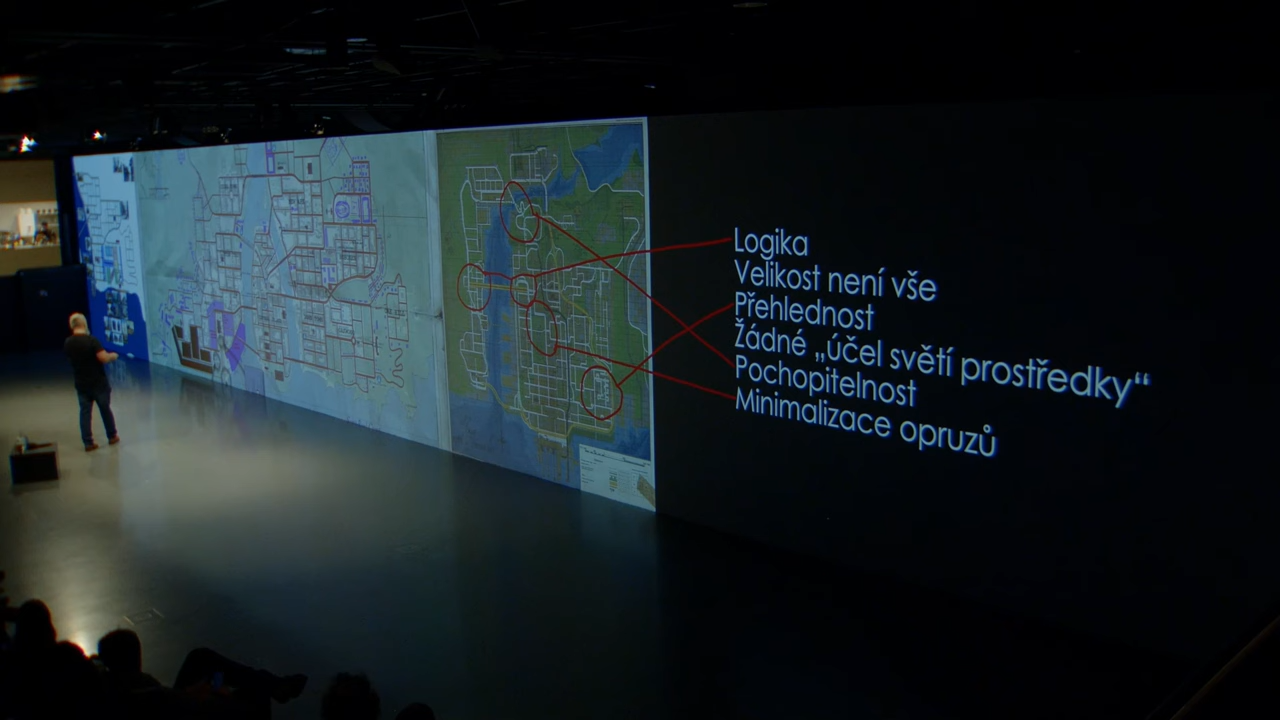 Logika
Velikost není vše
Přehlednost
Žádné „účel světí prostředky“
Pochopitelnost
Minimalizace opruzů